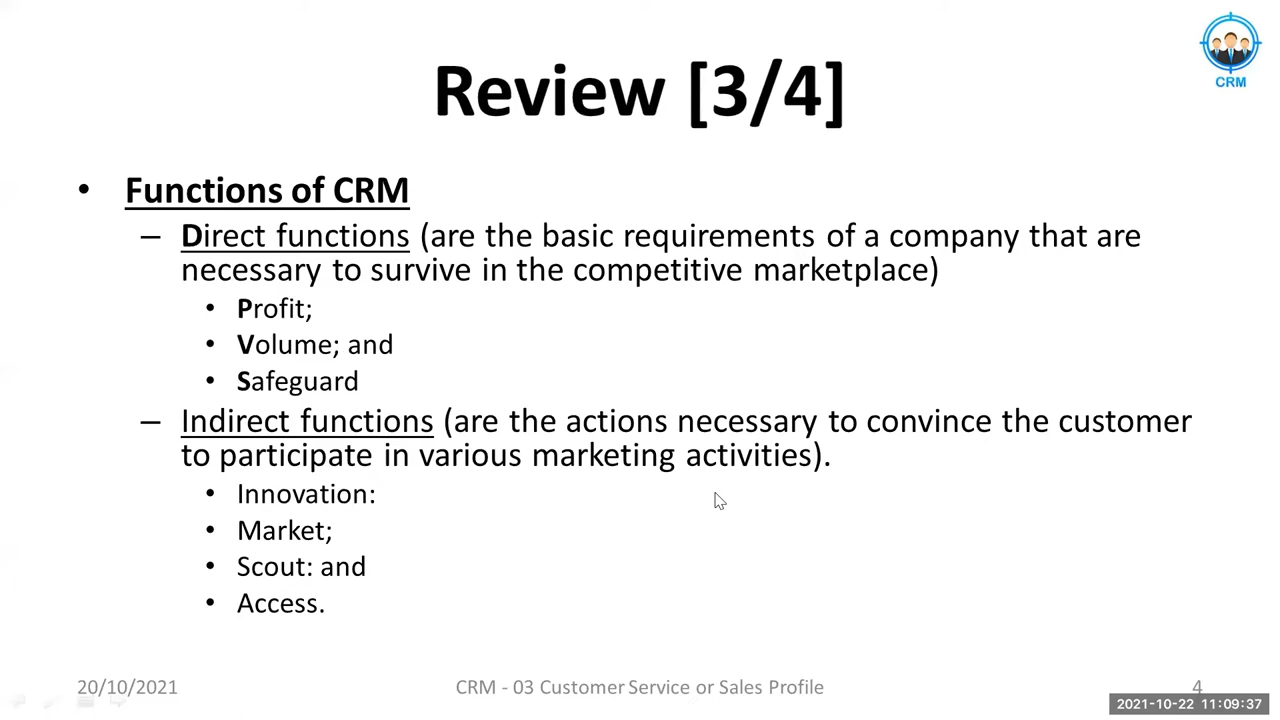 CRM
Review [3/4]
• Functions of CRM
– Direct functions (are the basic requirements of a company that are
necessary to survive in the competitive marketplace)
• Profit;
• Volume; and
• Safeguard
– Indirect functions (are the actions necessary to convince the customer
to participate in various marketing activities).
• Innovation:
• Market;
• Scout: and
• Access.
20/10/2021
CRM - 03 Customer Service or Sales Profile
4
2021-10-22 11:09:37